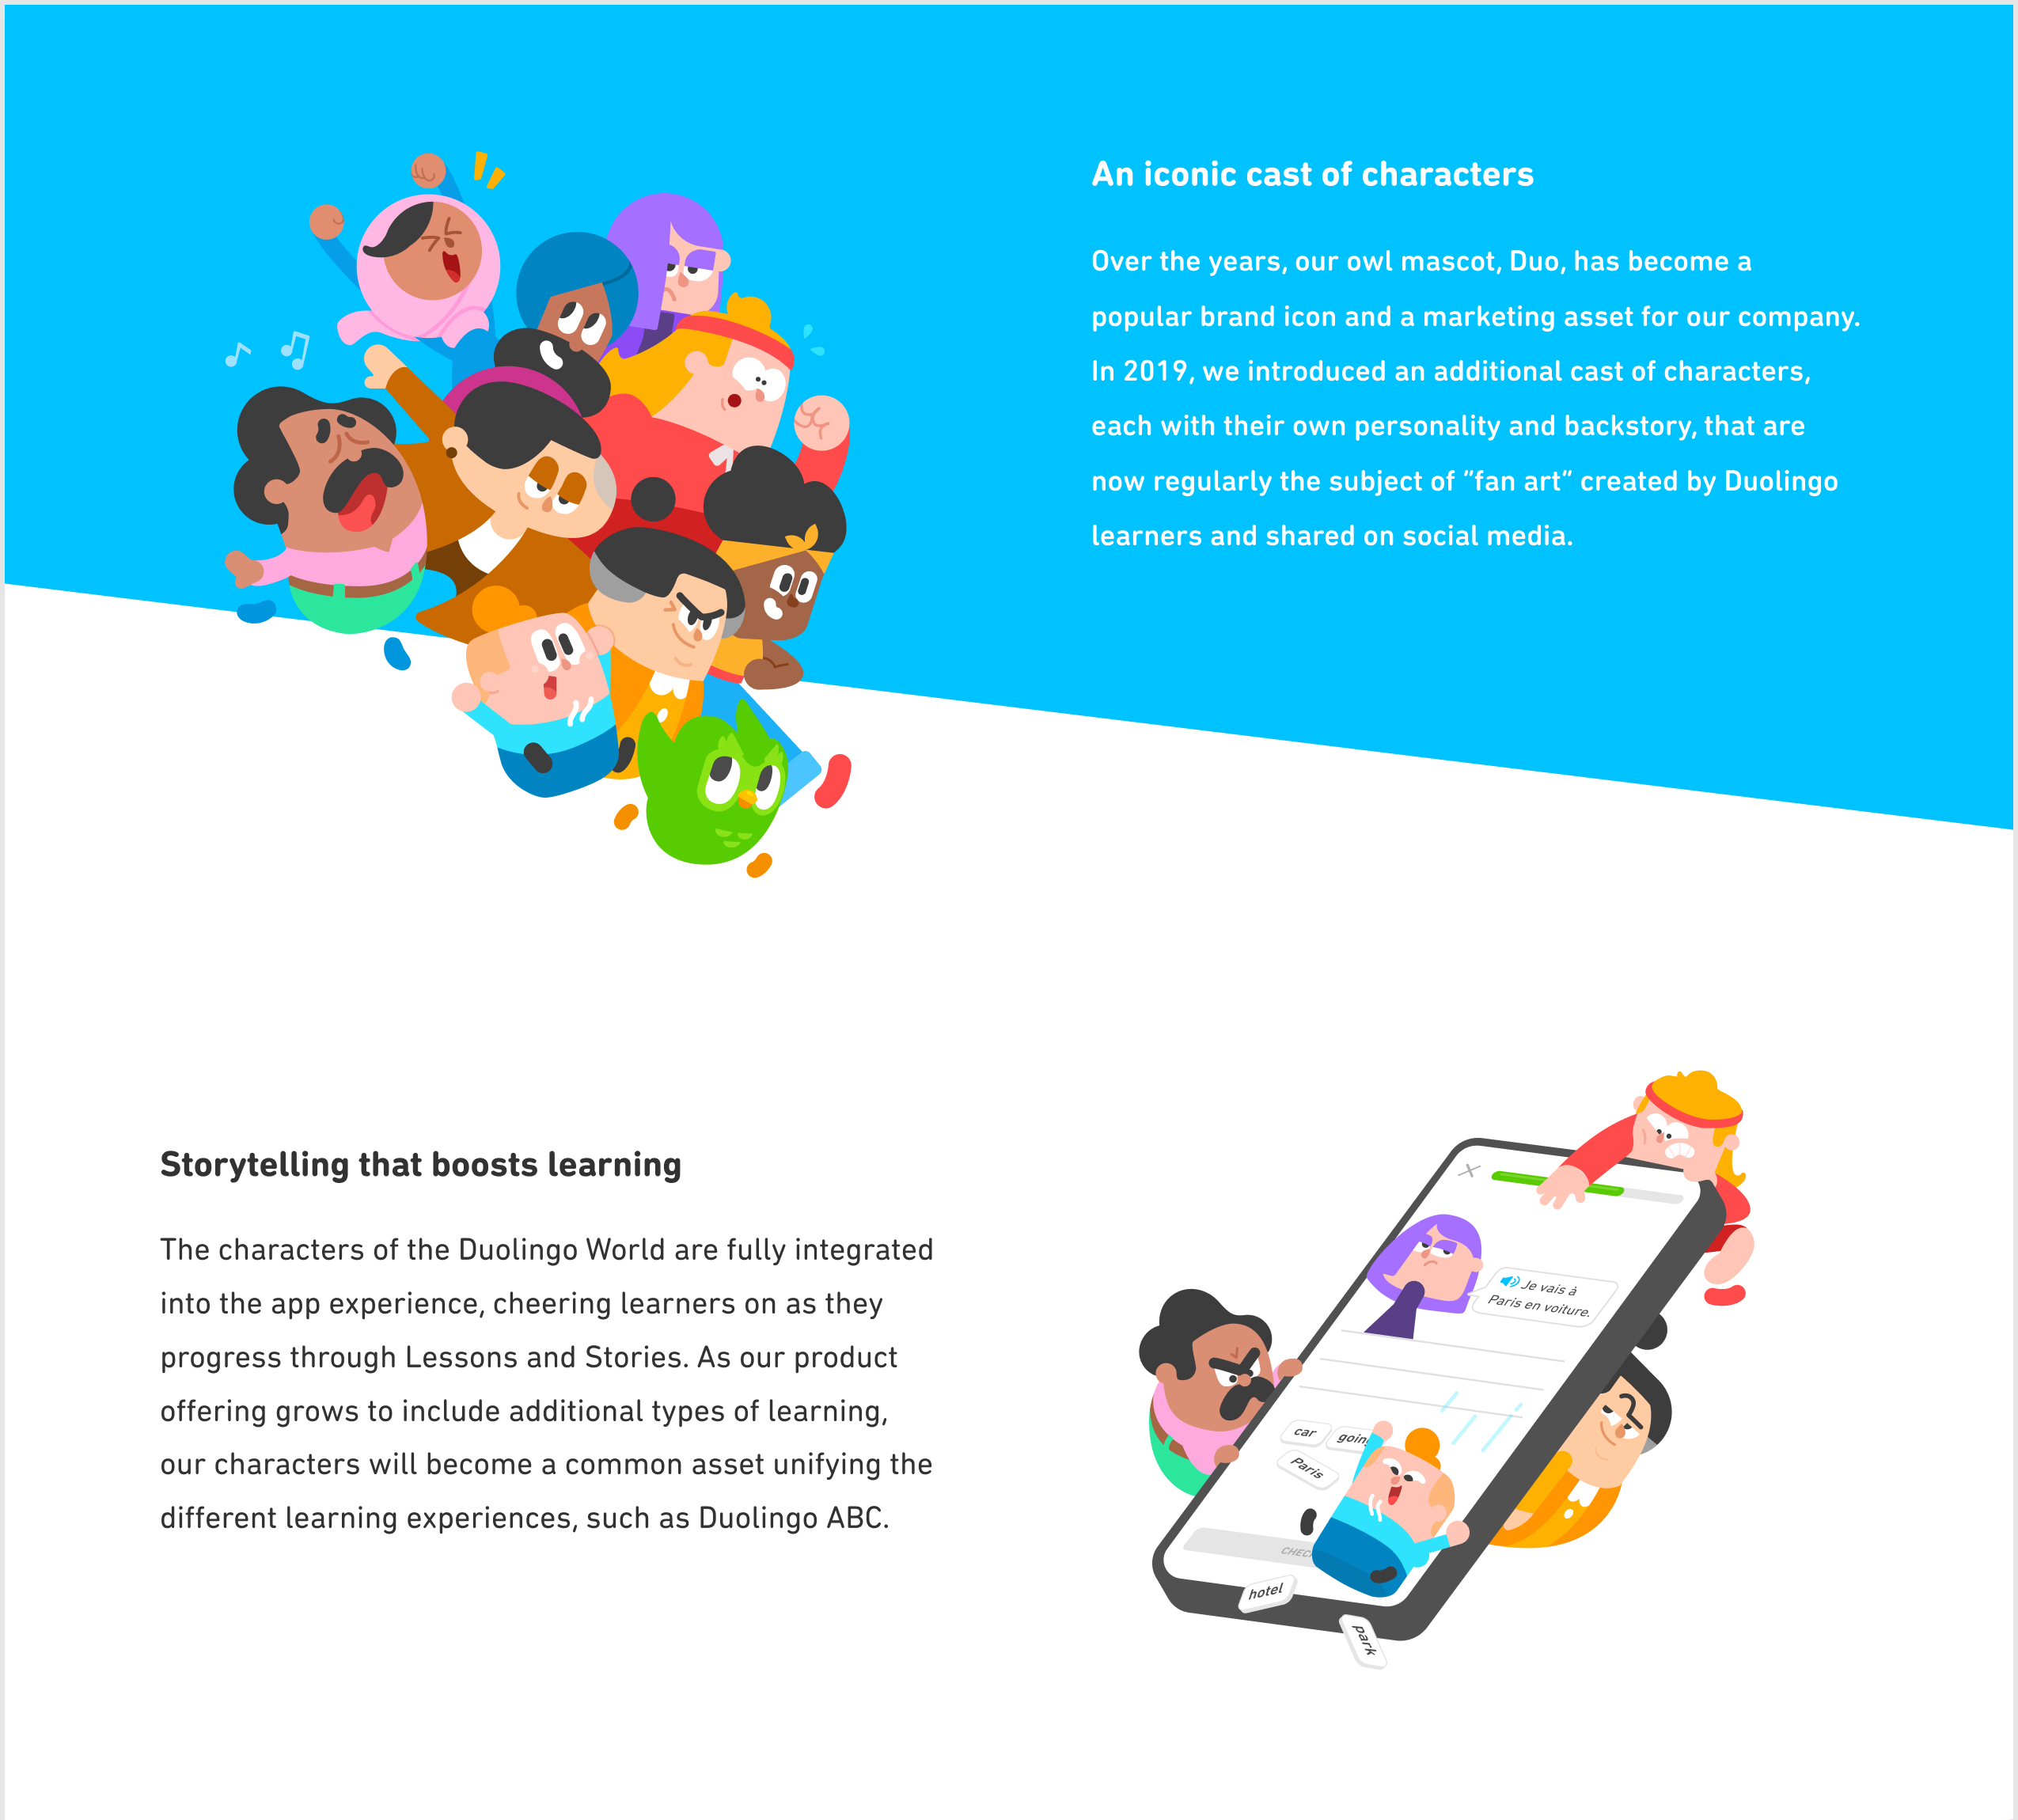 An iconic cast of characters
Over the years, our owl mascot, Duo, has become a
popular brand icon and a marketing asset for our company.
In 2019, we introduced an additional cast of characters,
each with their own personality and backstory, that are
now regularly the subject of “fan art” created by Duolingo
learners and shared on social media.
Storytelling that boosts learning
The characters of the Duolingo World are fully integrated
into the app experience, cheering learners on as they
progress through Lessons and Stories. As our product
offering grows to include additional types of learning,
our characters will become a common asset unifying the
different learning experiences, such as Duolingo ABC.
Je vais à
Paris en voiture.
car
Paris
hotel
park